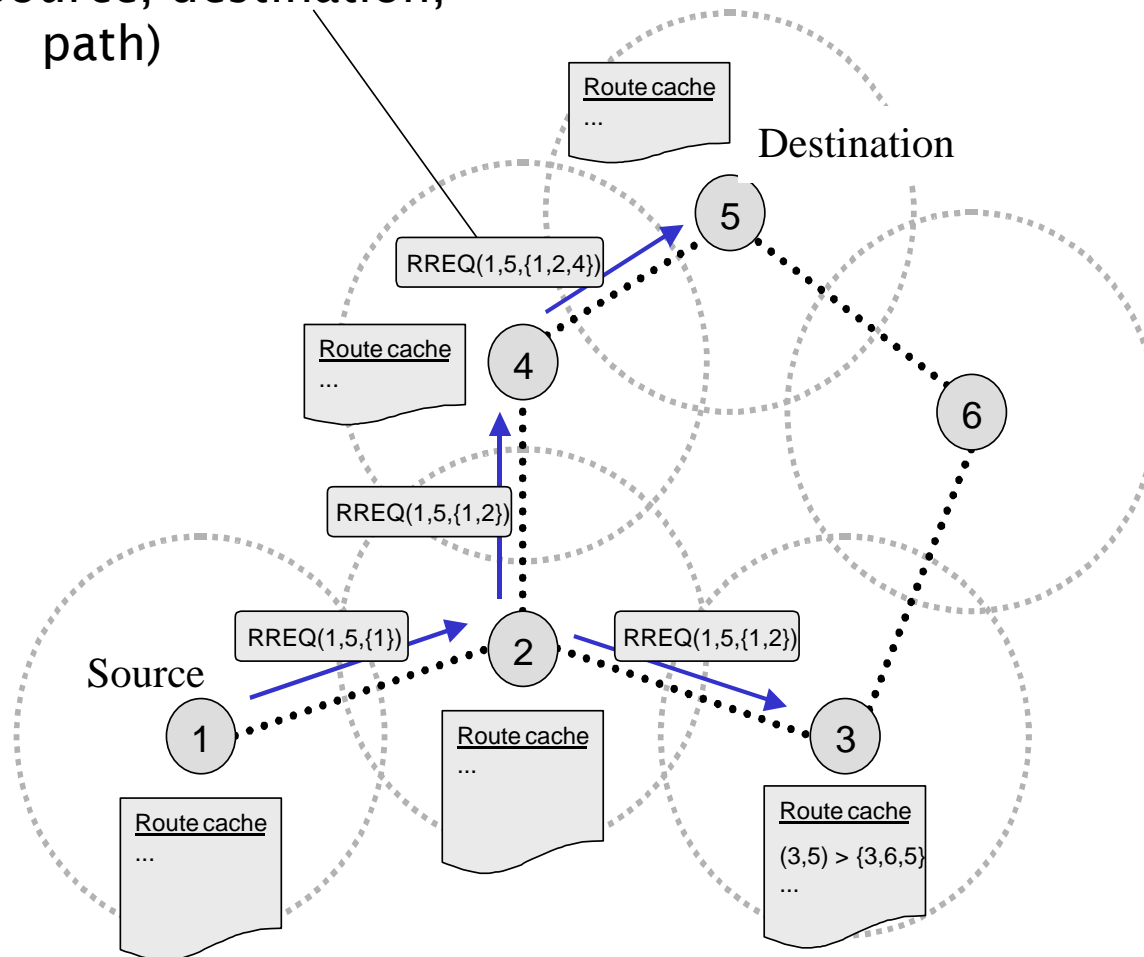 path)
Route cache
...
Destination
5
RREQ(1,5,{1,2,4})
Route cache
...
4
6
RREQ(1,5,{1,2})
RREQ(1,5,{1})
2
RREQ(1,5,{1,2})
Source
1
3
Route cache
...
Route cache
...
Route cache
(3,5) > {3,6,5}
...